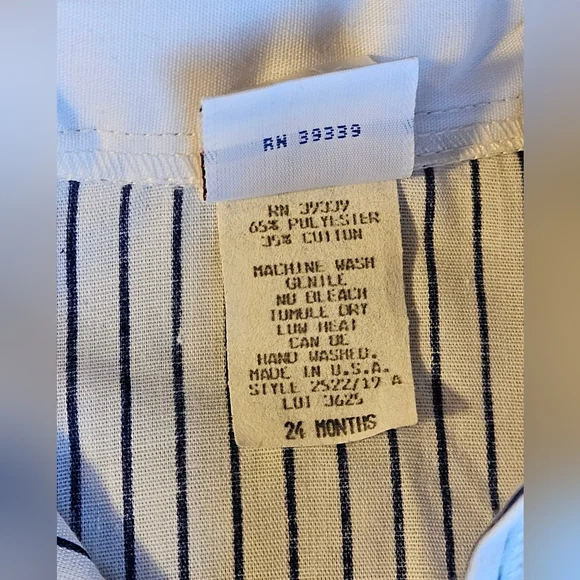 RN 39339
RN 39339
65% POLYESTER
35% COTTON
MACHINE WASH
GENTLE
NO BLEACH
TUMBLE DRY
LOW HEAT
CAN BE
HAND WASHED.
MADE IN U.S.A.
STYLE 2522/19 A
LOT 3625
24 MONTHS